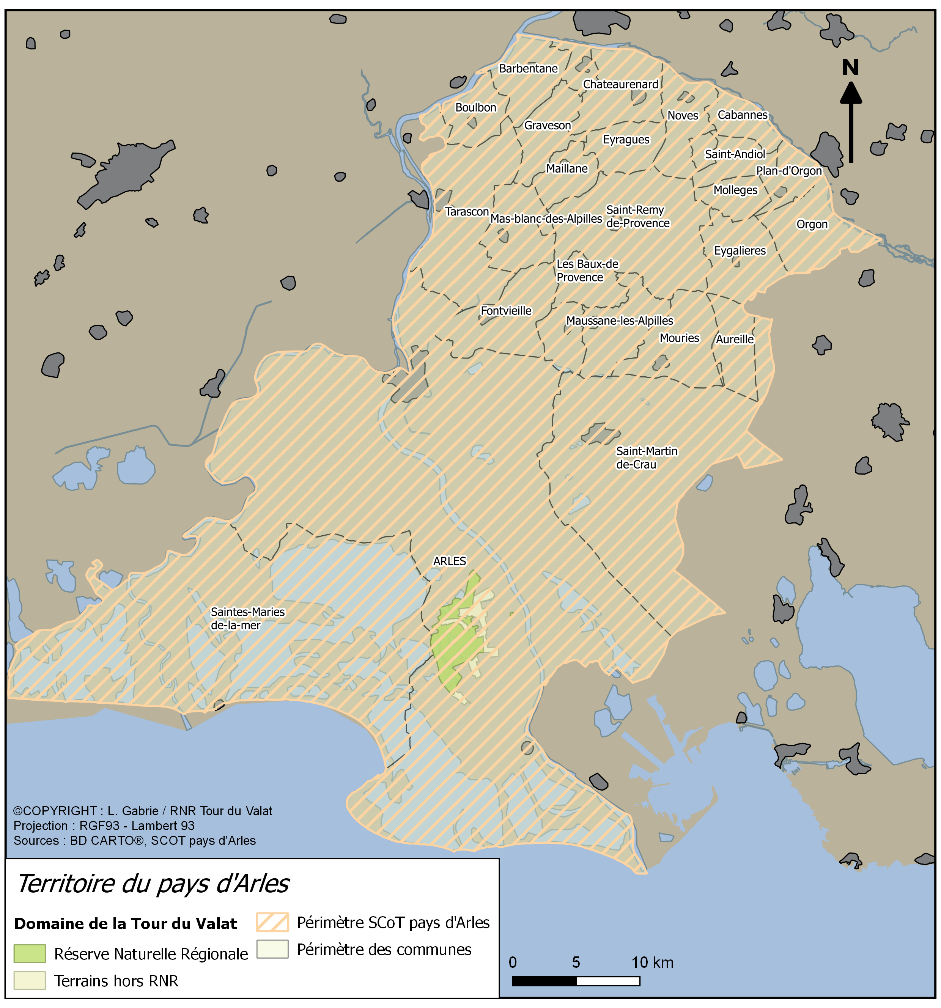 N
Barbentane
Chateaurenard
Boulbon
Graveson
Noves
Cabannes
Eyragues
Saint-Andiol
Maillane
Plan-d'Orgon
Molleges
Tarascon
Mas-blanc-des-Alpilles
Saint-Remy
de-Provence
Orgon
Eygalieres
Les Baux-de
Provence
Fontvieille
Maussane-les-Alpilles
Mouries
Aureille
Saint-Martin
de-Crau
ARLES
Saintes-Maries
de-la-mer
©COPYRIGHT : L. Gabrie / RNR Tour du Valat
Projection : RGF93 - Lambert 93
Sources : BD CARTO®, SCOT pays d'Arles
Territoire du pays d'Arles
Domaine de la Tour du Valat
Réserve Naturelle Régionale
Terrains hors RNR
Périmètre SCoT pays d'Arles
Périmètre des communes
0 5 10 km